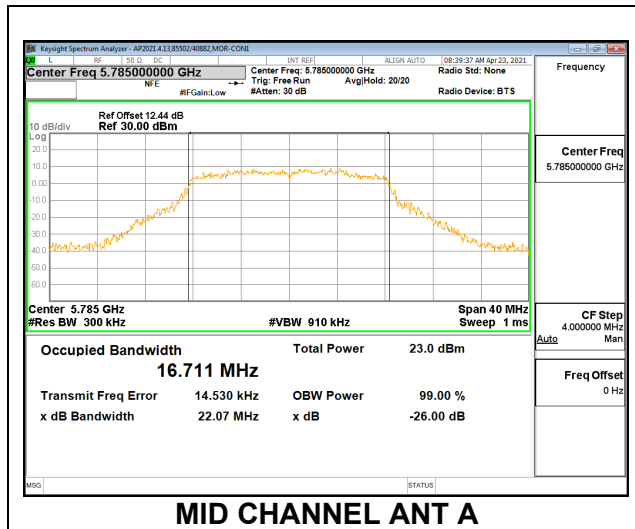 Keysight Spectrum Analyzer - AP2021.4.13,85502/40882,MOR-CON1
L RF 50 Ω DC INT REF ALIGN AUTO 08:39:37 AM Apr 23, 2021
Center Freq 5.785000000 GHz
NFE
#IFGain:Low
Center Freq: 5.785000000 GHz
Trig: Free Run Avg|Hold: 20/20
#Atten: 30 dB
Radio Std: None
Radio Device: BTS
Frequency
Ref Offset 12.44 dB
10 dB/div Ref 30.00 dBm
Log
20.0
10.0
0.00
-10.0
-20.0
-30.0
-40.0
-50.0
-60.0
Center Freq
5.785000000 GHz
Center 5.785 GHz Span 40 MHz
#Res BW 300 kHz #VBW 910 kHz Sweep 1 ms
CF Step
4.000000 MHz
Auto Man
Occupied Bandwidth Total Power 23.0 dBm
16.711 MHz
Transmit Freq Error 14.530 kHz OBW Power 99.00 %
x dB Bandwidth 22.07 MHz x dB -26.00 dB
Freq Offset
0 Hz
MSG STATUS
MID CHANNEL ANT A